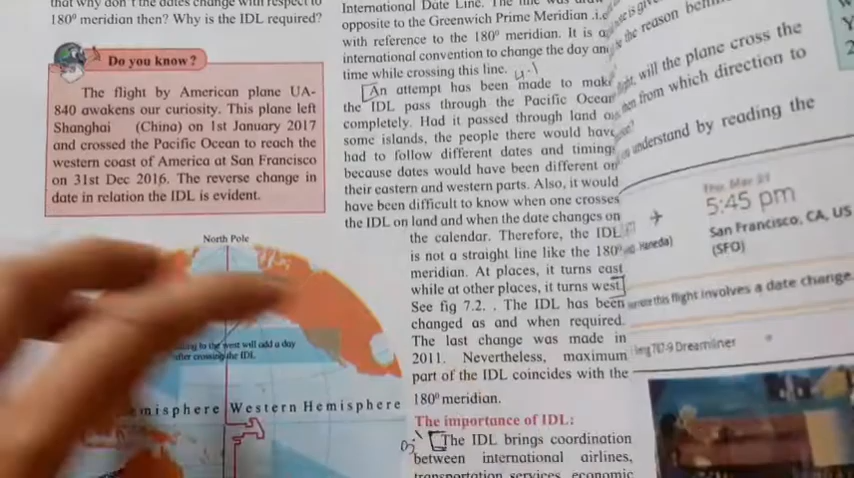 that why don't the dates change with respect to
180⁰ meridian then? Why is the IDL required?
Do you know?
The flight by American plane UA-
840 awakens our curiosity. This plane left
Shanghai (China) on 1st January 2017
and crossed the Pacific Ocean to reach the
western coast of America at San Francisco
on 31st Dec 2016. The reverse change in
date in relation the IDL is evident.
North Pole
to the west will add a day
after crossing the IDL
emisphere Western Hemisphere
International Date Line. The line was
opposite to the Greenwich Prime Meridian .i.e
with reference to the 180⁰ meridian. It is a
international convention to change the day an
time while crossing this line.
An attempt has been made to make
the IDL pass through the Pacific Ocean
completely. Had it passed through land o
some islands, the people there would have
had to follow different dates and timing
because dates would have been different on
their eastern and western parts. Also, it would
have been difficult to know when one crosses
the IDL on land and when the date changes on
the calendar. Therefore, the IDL
is not a straight line like the 180⁰
meridian. At places, it turns east
while at other places, it turns west.
See fig 7.2. . The IDL has been
changed as and when required.
The last change was made in
2011. Nevertheless, maximum
part of the IDL coincides with the
180⁰ meridian.
The importance of IDL:
The IDL brings coordination
between international airlines,
transportation services, economic
the reason
will the plane cross the
from which direction to
understand by reading the
Thu, Mar
5:45 pm
San Francisco, CA, US
(SFO)
Haneda)
this flight involves a date change.
787-9 Dreamliner
Y
2